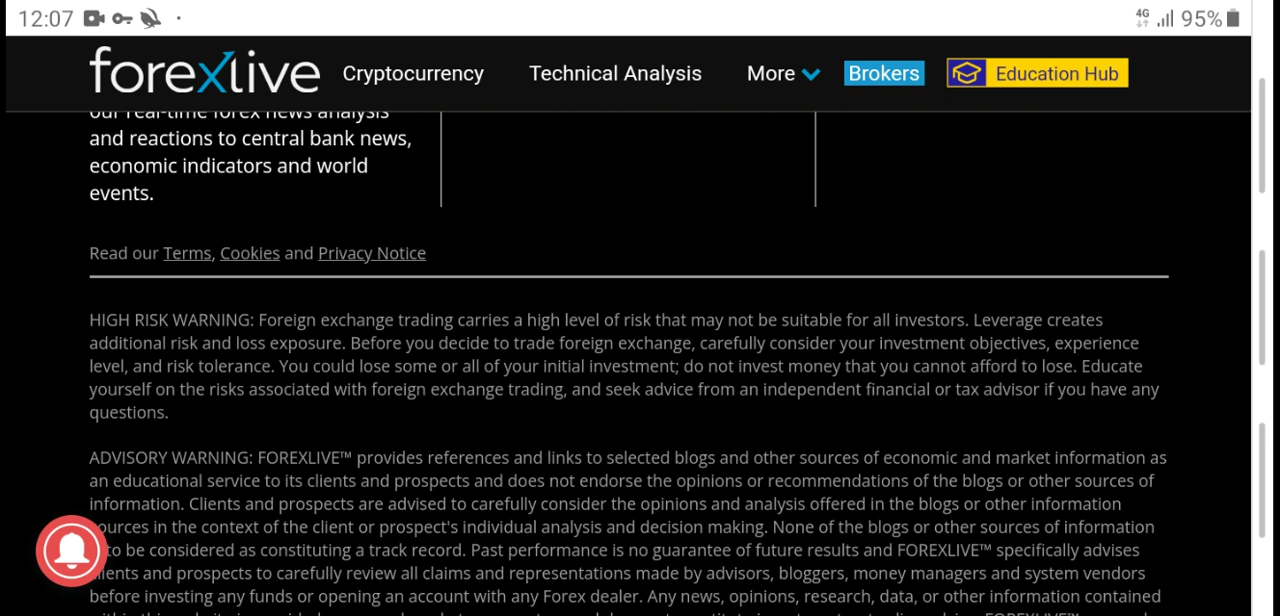 12:07 4G 95%
forexlive Cryptocurrency Technical Analysis More Brokers Education Hub
our real-time forex news analysis
and reactions to central bank news,
economic indicators and world
events.
Read our Terms, Cookies and Privacy Notice
HIGH RISK WARNING: Foreign exchange trading carries a high level of risk that may not be suitable for all investors. Leverage creates
additional risk and loss exposure. Before you decide to trade foreign exchange, carefully consider your investment objectives, experience
level, and risk tolerance. You could lose some or all of your initial investment; do not invest money that you cannot afford to lose. Educate
yourself on the risks associated with foreign exchange trading, and seek advice from an independent financial or tax advisor if you have any
questions.
ADVISORY WARNING: FOREXLIVE™ provides references and links to selected blogs and other sources of economic and market information as
an educational service to its clients and prospects and does not endorse the opinions or recommendations of the blogs or other sources of
information. Clients and prospects are advised to carefully consider the opinions and analysis offered in the blogs or other information
sources in the context of the client or prospect's individual analysis and decision making. None of the blogs or other sources of information
to be considered as constituting a track record. Past performance is no guarantee of future results and FOREXLIVE™ specifically advises
clients and prospects to carefully review all claims and representations made by advisors, bloggers, money managers and system vendors
before investing any funds or opening an account with any Forex dealer. Any news, opinions, research, data, or other information contained